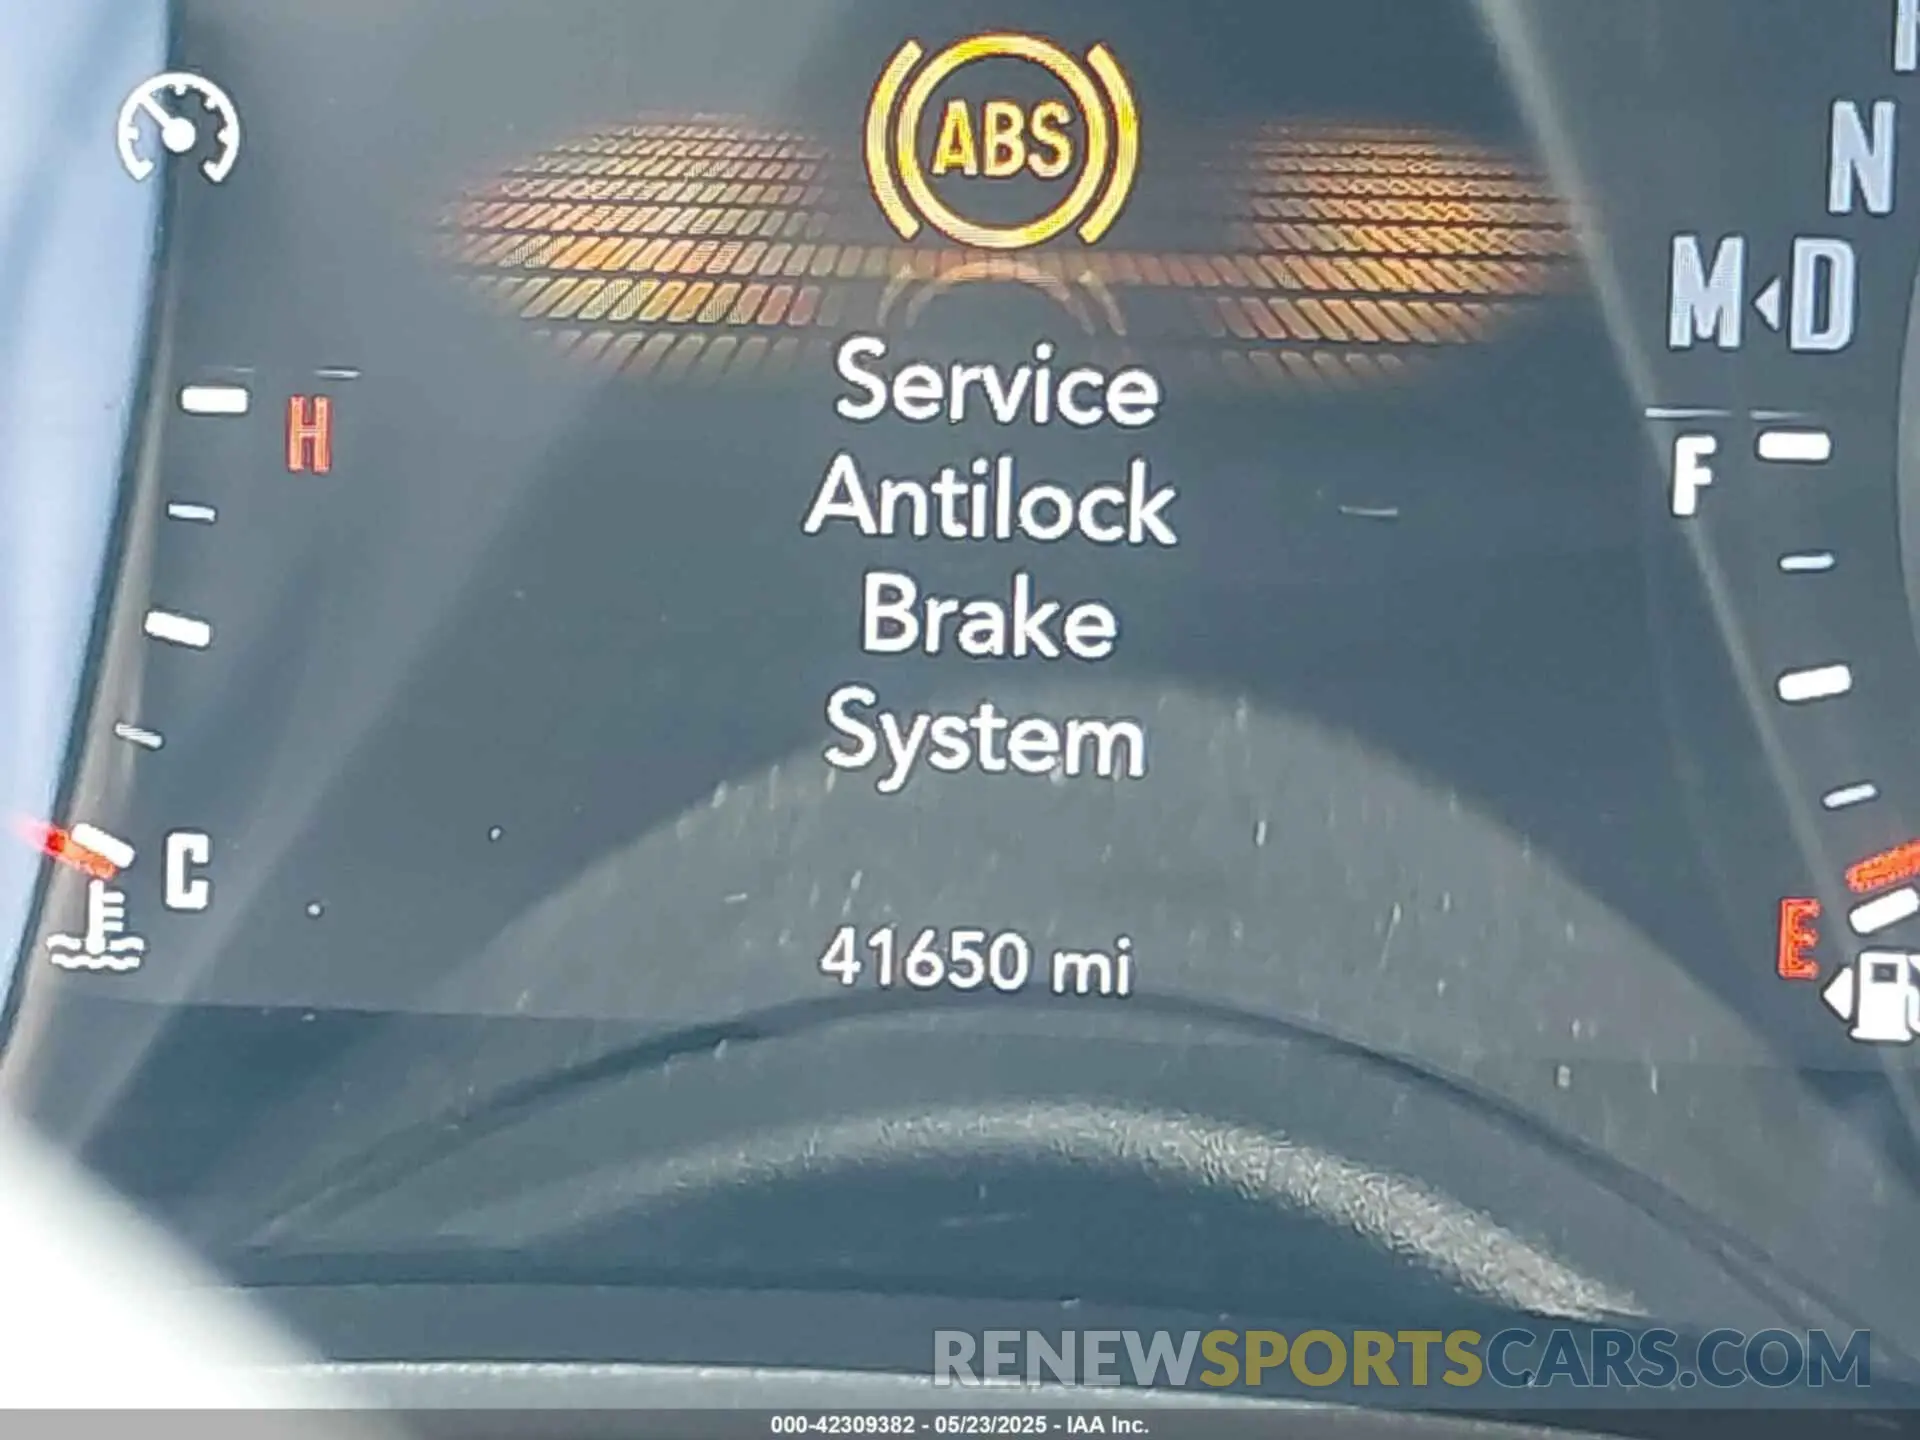 ABS
N
M D
Service
H
Antilock
F
Brake
System
C
41650 mi
E
RENEWSPORTSCARS.COM
000-42309382 - 05/23/2025 - IAA Inc.